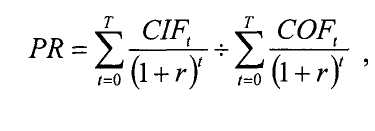 PR = \sum_{t=0}^{T} \frac{CIF_t}{(1+r)^t} \div \sum_{t=0}^{T} \frac{COF_t}{(1+r)^t} ,